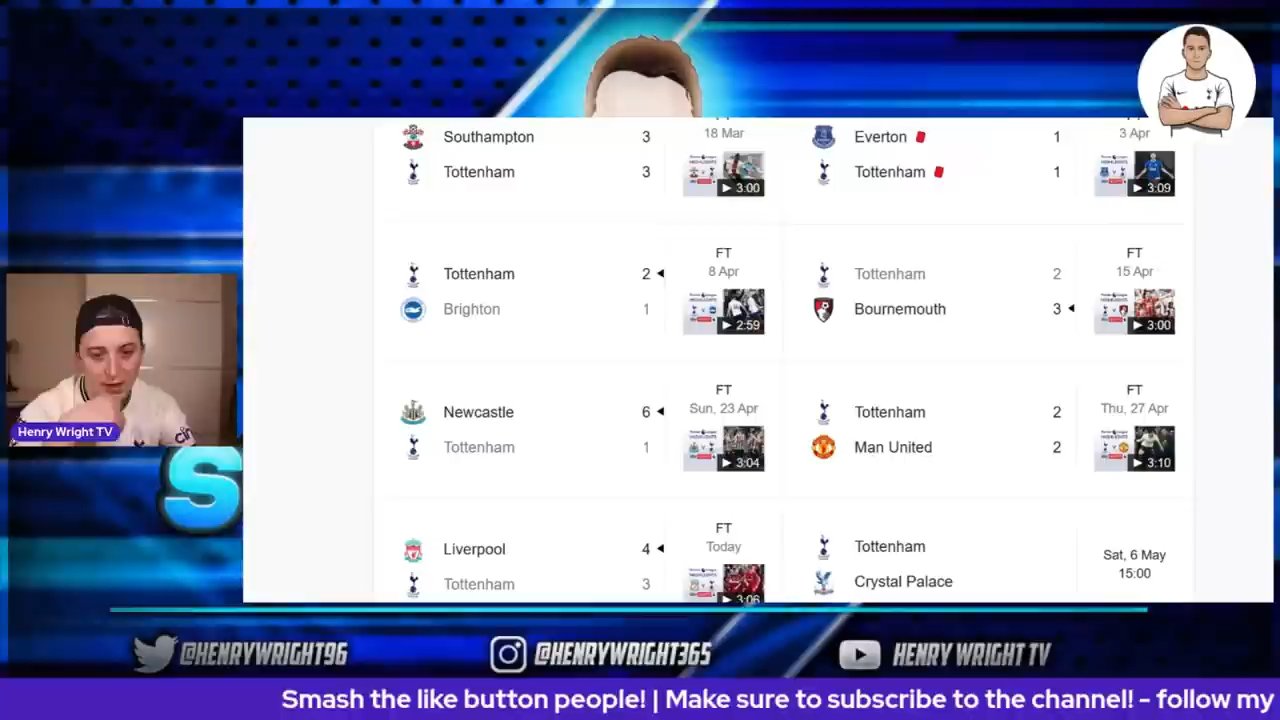 Southampton 3
Tottenham 3
18 Mar
3:00
Everton 1
Tottenham 1
3 Apr
3:09
Tottenham 2
Brighton 1
FT
8 Apr
2:59
Tottenham 2
Bournemouth 3
FT
15 Apr
3:00
Newcastle 6
Tottenham 1
FT
Sun, 23 Apr
3:04
Tottenham 2
Man United 2
FT
Thu, 27 Apr
3:10
Liverpool 4
Tottenham 3
FT
Today
3:06
Tottenham
Crystal Palace
Sat, 6 May
15:00
Henry Wright TV
S
@HENRYWRIGHT96
@HENRYWRIGHT365
HENRY WRIGHT TV
Smash the like button people! | Make sure to subscribe to the channel! - follow my